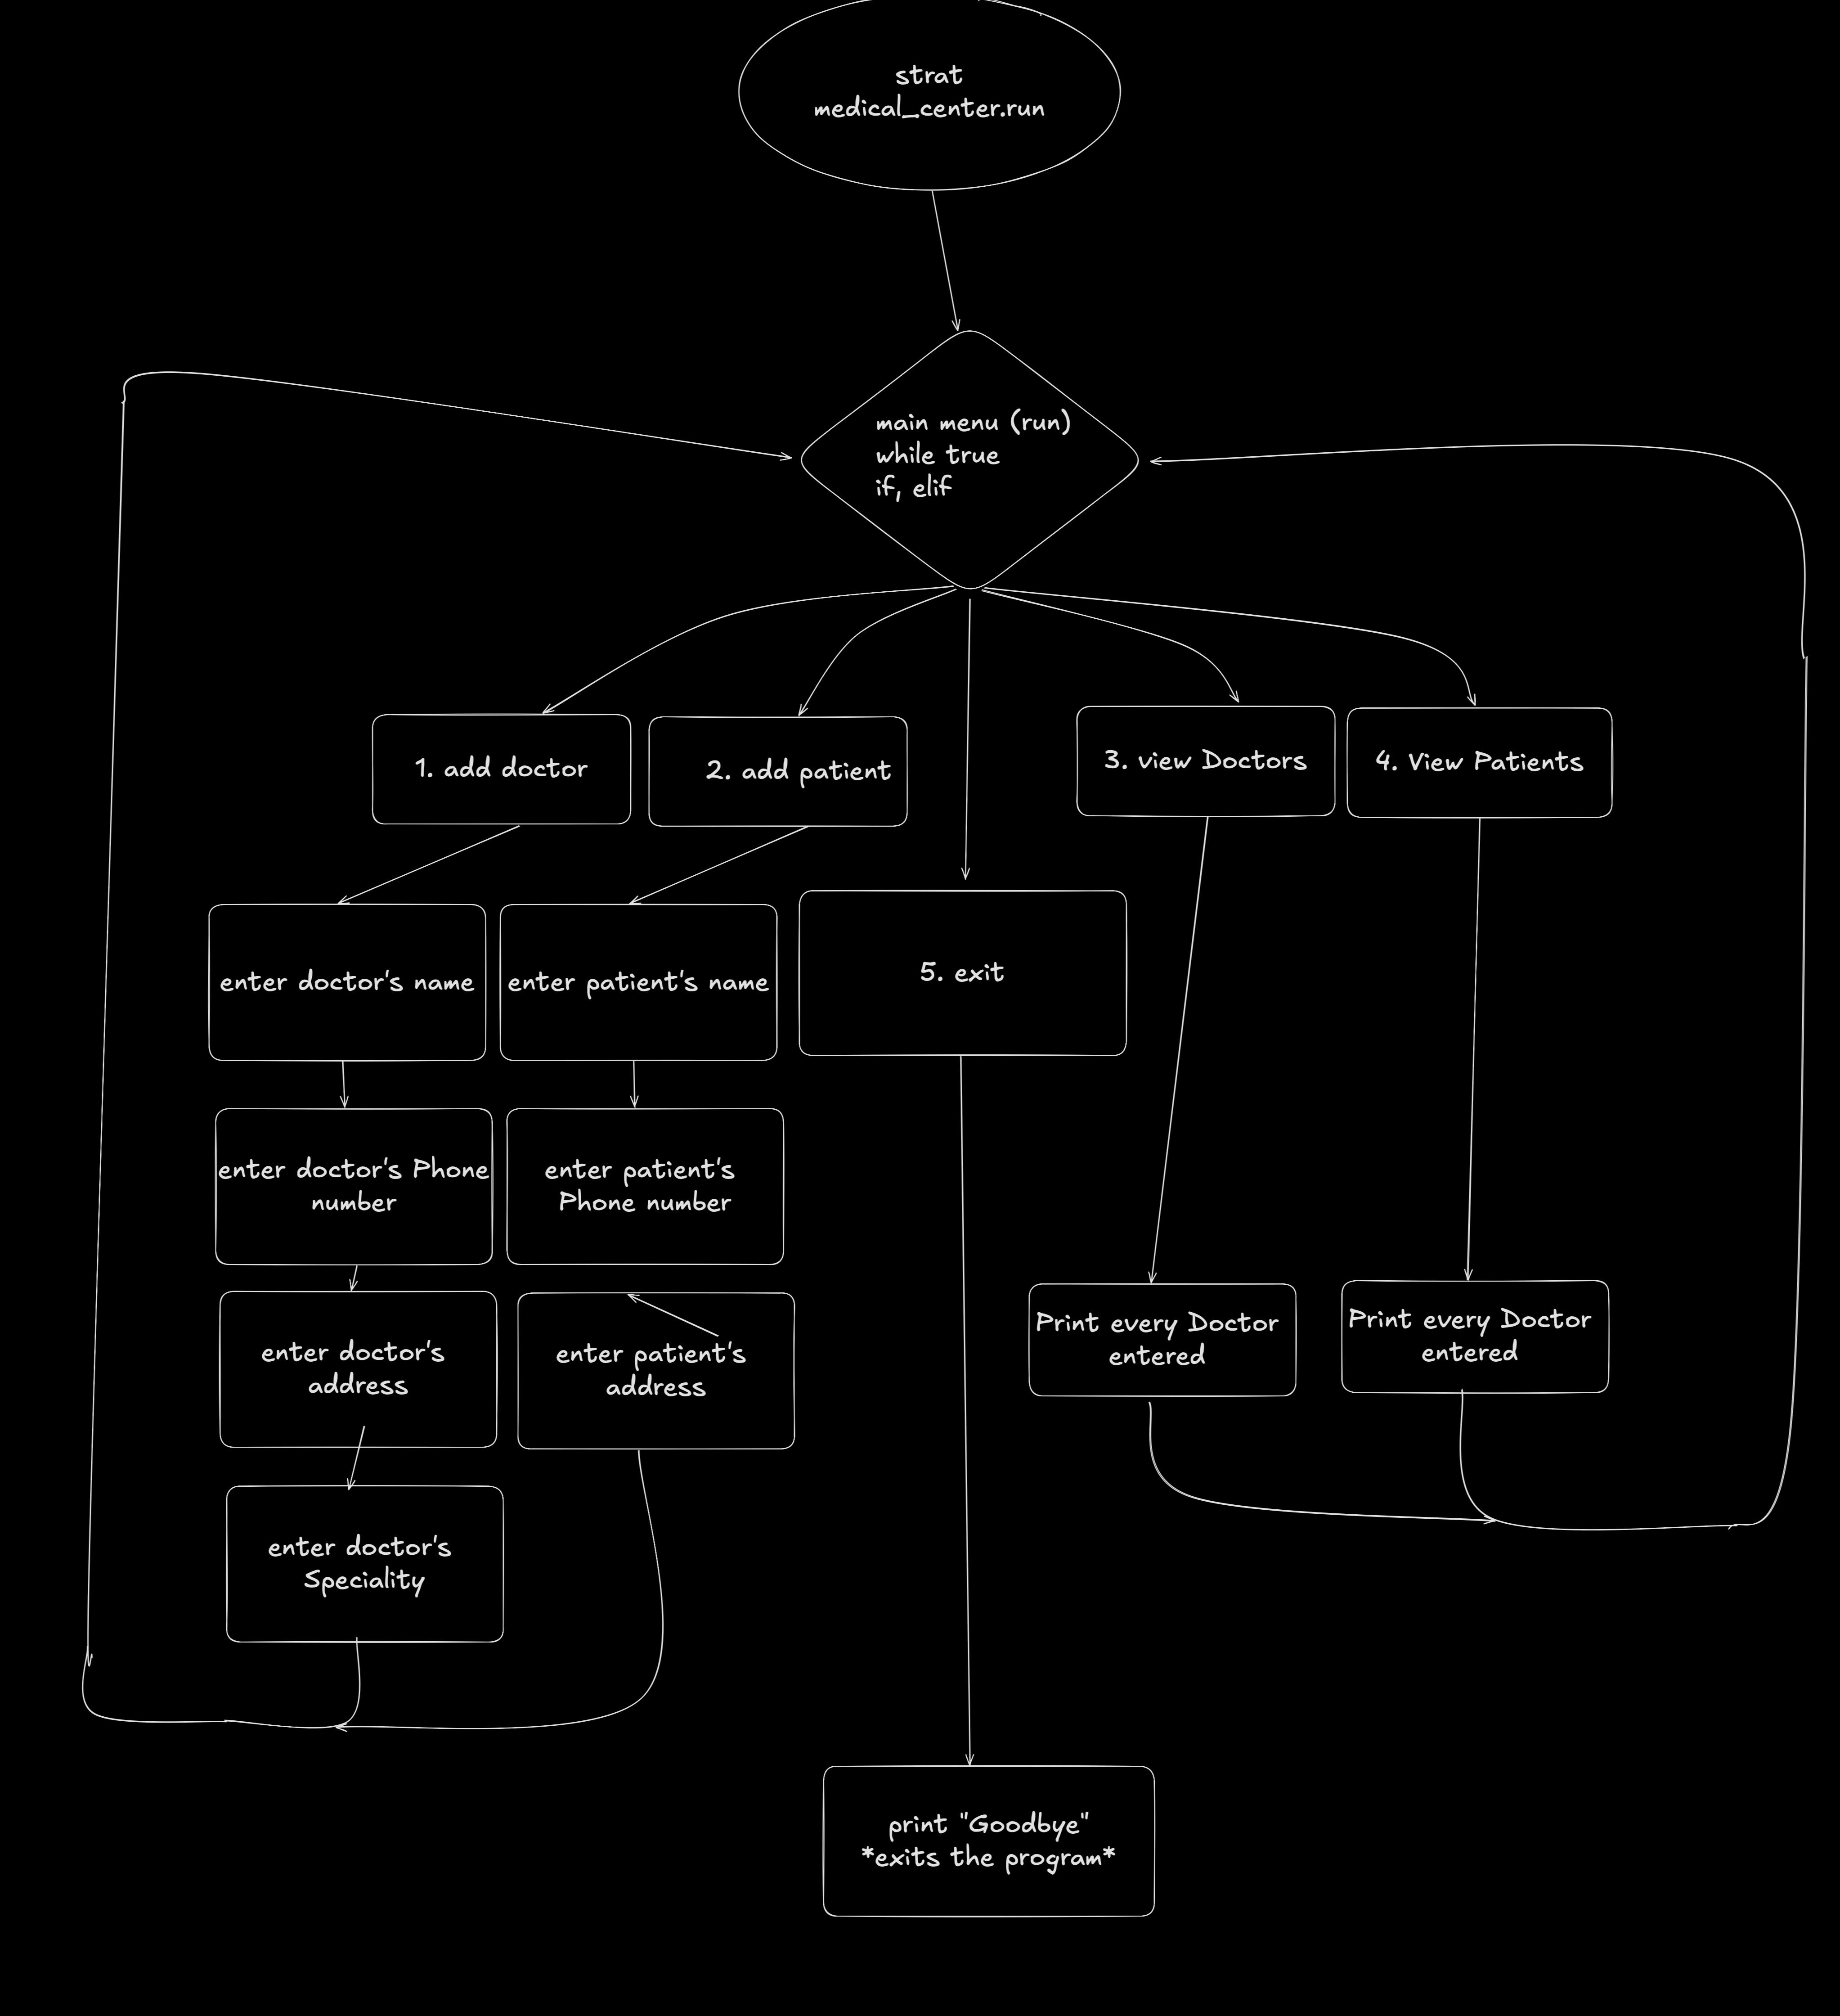 strat
medical_center.run
main menu (run)
while true
if, elif
1. add doctor
2. add patient
3. view Doctors
4. View Patients
enter doctor's name
enter patient's name
5. exit
enter doctor's Phone
number
enter patient's
Phone number
enter doctor's
address
enter patient's
address
Print every Doctor
entered
Print every Doctor
entered
enter doctor's
Speciality
print "Goodbye"
*exits the program*